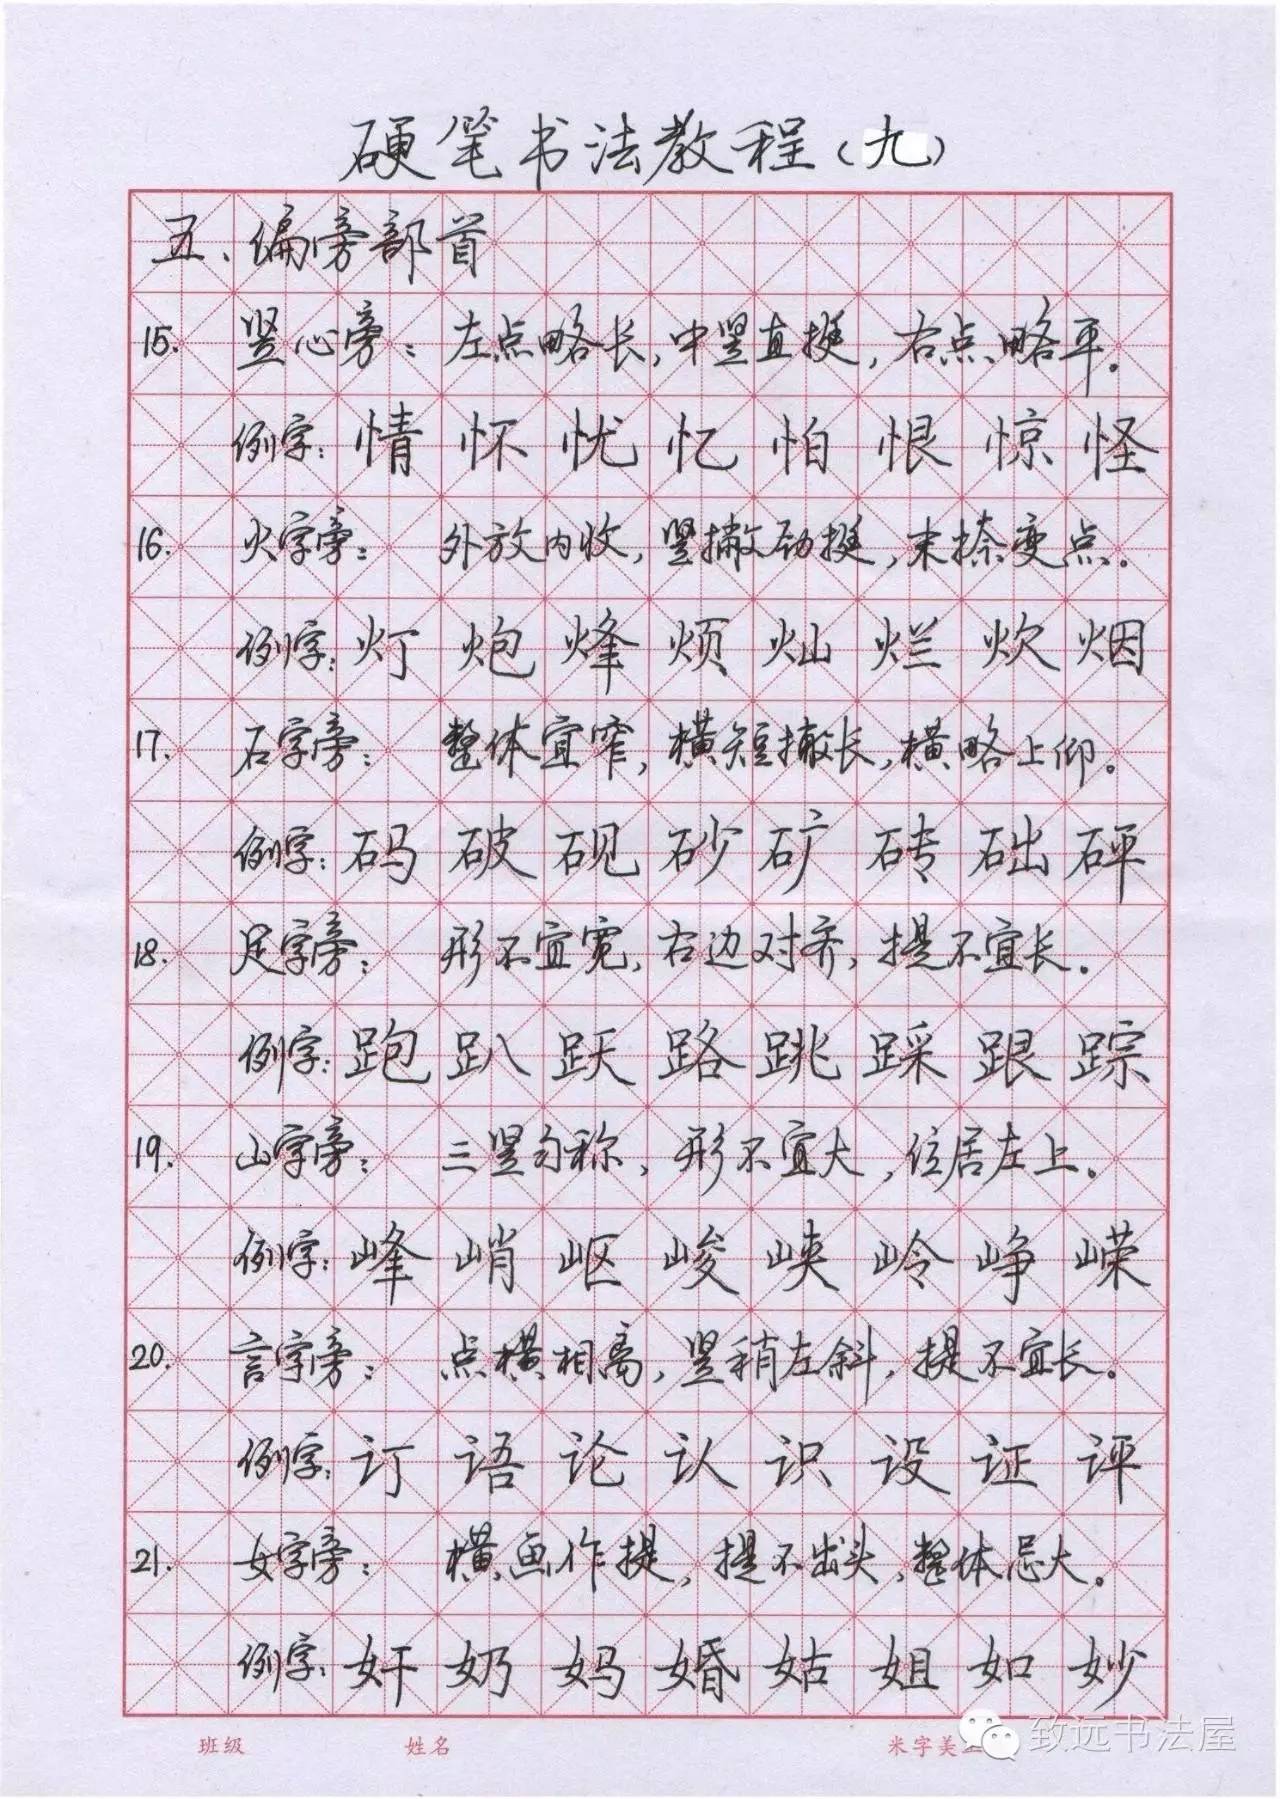 硬笔书法教程（九）
五、偏旁部首
15. 竖心旁：左点略长，中竖直挺，右点略平。
例字：情怀忧忆怕恨惊怪
16. 火字旁：外放内收，竖撇劲挺，末捺变点。
例字：灯炮烽烦灿烂炊烟
17. 石字旁：整体宜窄，横短撇长，横略上仰。
例字：码破砚砂矿砖础砰
18. 足字旁：形不宜宽，右边对齐，提不宜长。
例字：跑趴跃路跳踩跟踪
19. 山字旁：三竖匀称，形不宜大，位居左上。
例字：峰峭岖峻峡岭峥嵘
20. 言字旁：点横相离，竖稍左斜，提不宜长。
例字：订语论认识设证评
21. 女字旁：横画作提，提不出头，整体忌大。
例字：奸奶妈婚姑姐如妙
班级 姓名 米字美
致远书法屋